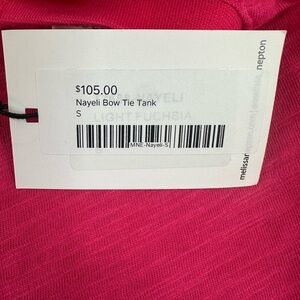 $105.00
Nayeli Bow Tie Tank
S
MNE-Nayeli-S
NAYELI
LIGHT FUCHSIA
melissa
nepton